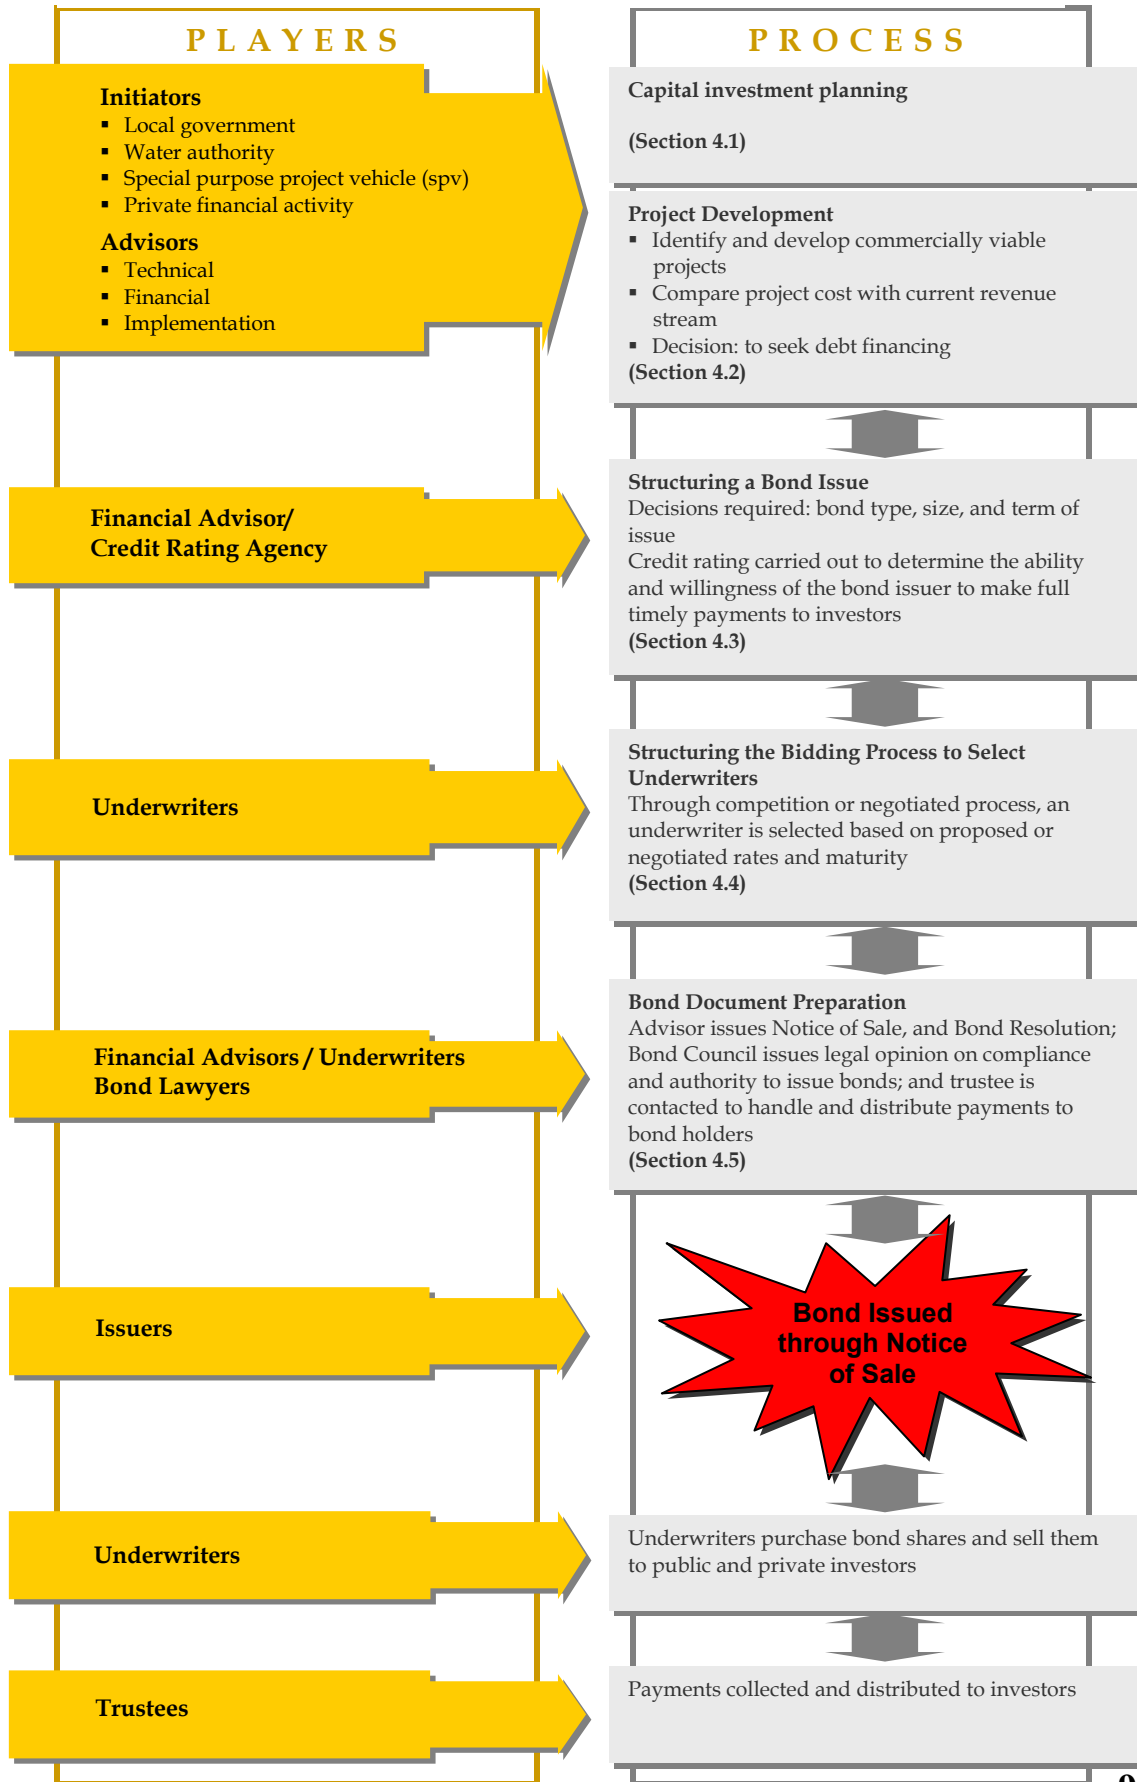 PLAYERS
Initiators
▪ Local government
▪ Water authority
▪ Special purpose project vehicle (spv)
▪ Private financial activity
Advisors
▪ Technical
▪ Financial
▪ Implementation
Financial Advisor/
Credit Rating Agency
Underwriters
Financial Advisors / Underwriters
Bond Lawyers
Issuers
Underwriters
Trustees
PROCESS
Capital investment planning
(Section 4.1)
Project Development
▪ Identify and develop commercially viable
projects
▪ Compare project cost with current revenue
stream
▪ Decision: to seek debt financing
(Section 4.2)
Structuring a Bond Issue
Decisions required: bond type, size, and term of
issue
Credit rating carried out to determine the ability
and willingness of the bond issuer to make full
timely payments to investors
(Section 4.3)
Structuring the Bidding Process to Select
Underwriters
Through competition or negotiated process, an
underwriter is selected based on proposed or
negotiated rates and maturity
(Section 4.4)
Bond Document Preparation
Advisor issues Notice of Sale, and Bond Resolution;
Bond Council issues legal opinion on compliance
and authority to issue bonds; and trustee is
contacted to handle and distribute payments to
bond holders
(Section 4.5)
Bond Issued
through Notice
of Sale
Underwriters purchase bond shares and sell them
to public and private investors
Payments collected and distributed to investors